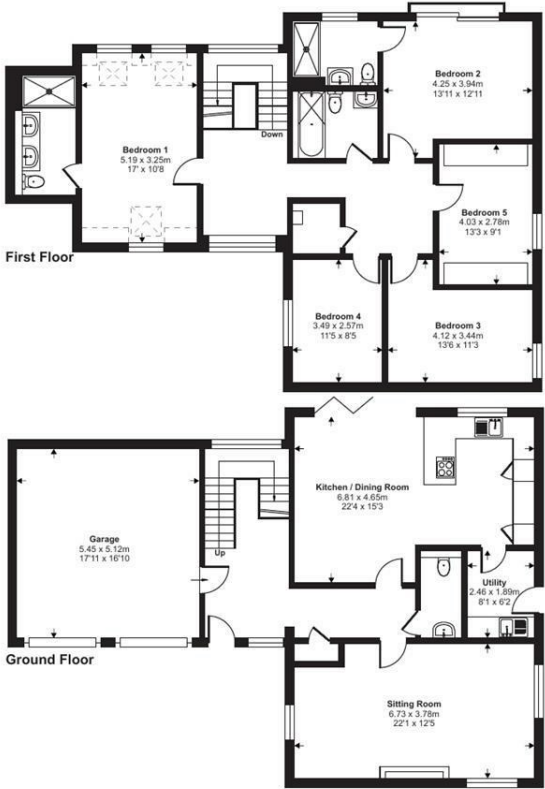 Bedroom 2
4.25 x 3.94m
13'11 x 12'11
Bedroom 1
5.19 x 3.25m
17' x 10'8
Down
Bedroom 5
4.03 x 2.78m
13'3 x 9'1
First Floor
Bedroom 4
3.49 x 2.57m
11'5 x 8'5
Bedroom 3
4.12 x 3.44m
13'6 x 11'3
Kitchen / Dining Room
6.81 x 4.65m
22'4 x 15'3
Garage
5.45 x 5.12m
17'11 x 16'10
Up
Utility
2.46 x 1.89m
8'1 x 6'2
Ground Floor
Sitting Room
6.73 x 3.78m
22'1 x 12'5